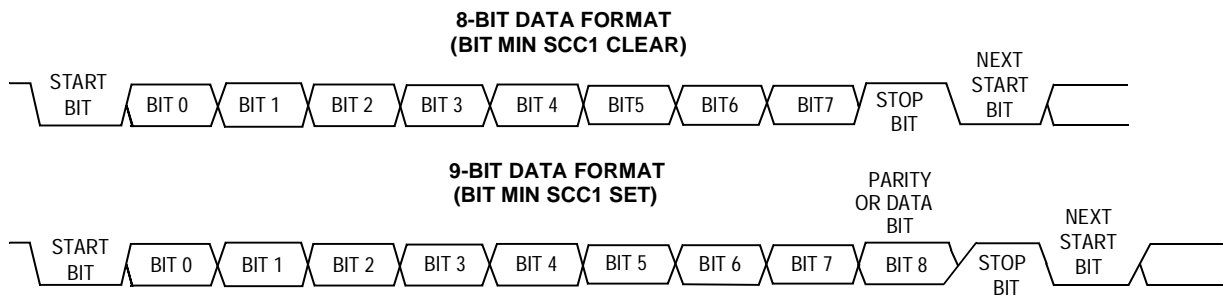 8-BIT DATA FORMAT
(BIT MIN SCC1 CLEAR)
START
BIT
BIT 0
BIT 1
BIT 2
BIT 3
BIT 4
BIT5
BIT6
BIT7
STOP
BIT
NEXT
START
BIT
9-BIT DATA FORMAT
(BIT MIN SCC1 SET)
START
BIT
BIT 0
BIT 1
BIT 2
BIT 3
BIT 4
BIT 5
BIT 6
BIT 7
PARITY
OR DATA
BIT
BIT 8
STOP
BIT
NEXT
START
BIT